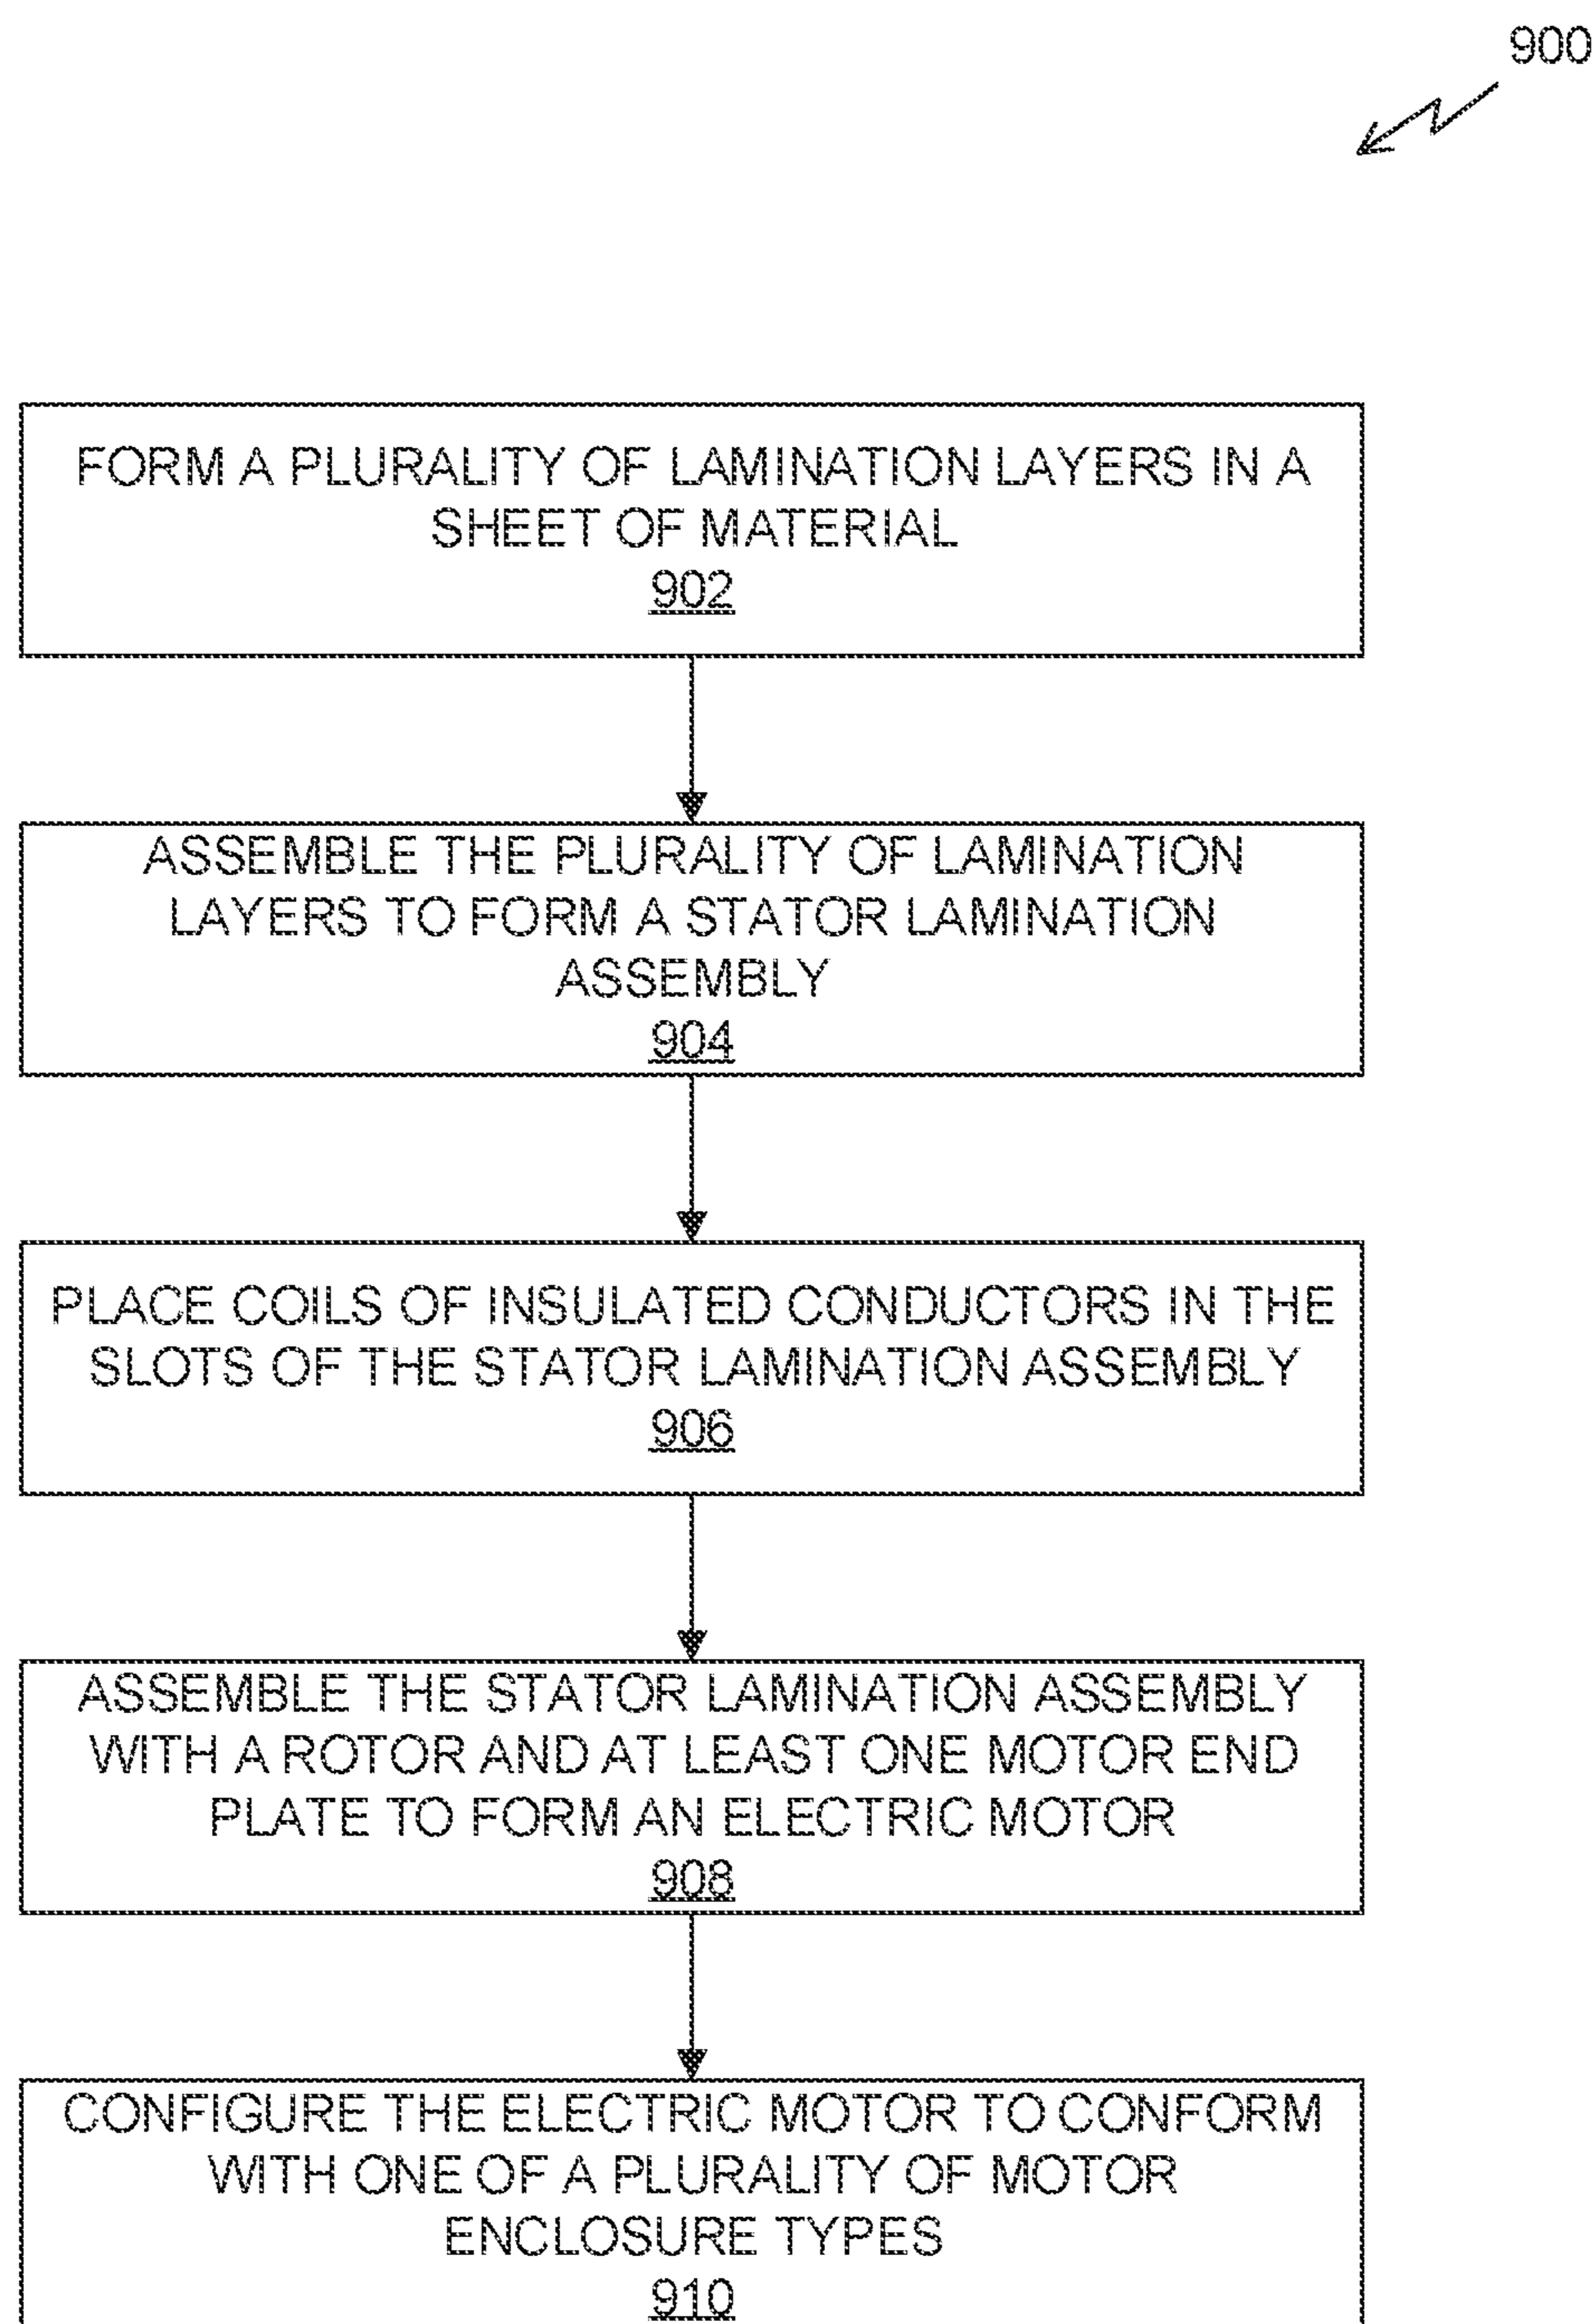 900
FORM A PLURALITY OF LAMINATION LAYERS IN A
SHEET OF MATERIAL
902
ASSEMBLE THE PLURALITY OF LAMINATION
LAYERS TO FORM A STATOR LAMINATION
ASSEMBLY
904
PLACE COILS OF INSULATED CONDUCTORS IN THE
SLOTS OF THE STATOR LAMINATION ASSEMBLY
906
ASSEMBLE THE STATOR LAMINATION ASSEMBLY
WITH A ROTOR AND AT LEAST ONE MOTOR END
PLATE TO FORM AN ELECTRIC MOTOR
908
CONFIGURE THE ELECTRIC MOTOR TO CONFORM
WITH ONE OF A PLURALITY OF MOTOR
ENCLOSURE TYPES
910